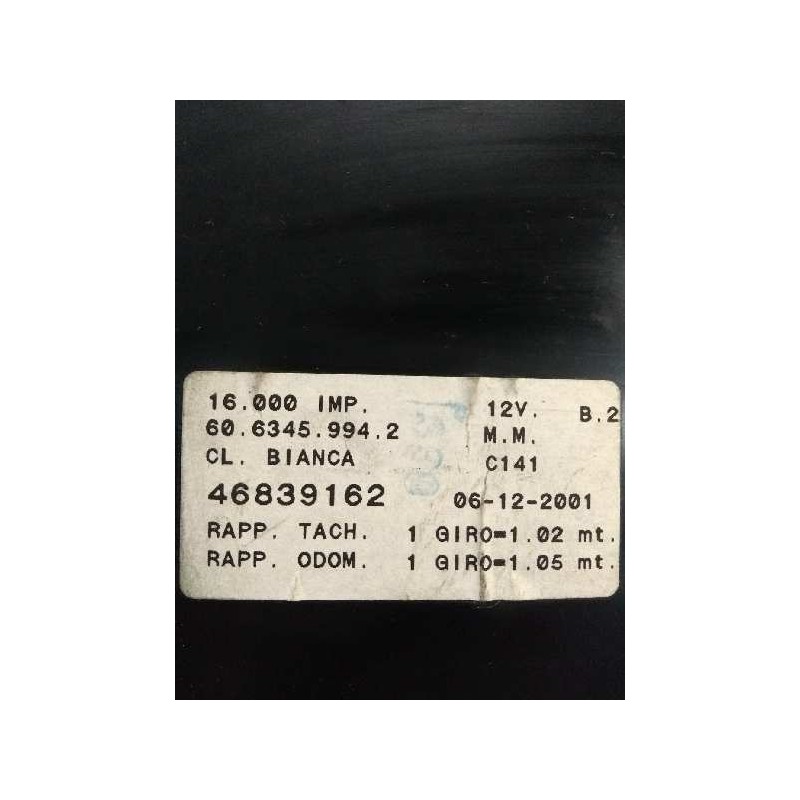 16.000 IMP. 12V. B.2
60.6345.994.2 M.M.
CL. BIANCA C141
46839162 06-12-2001
RAPP. TACH. 1 GIRO=1.02 mt.
RAPP. ODOM. 1 GIRO=1.05 mt.